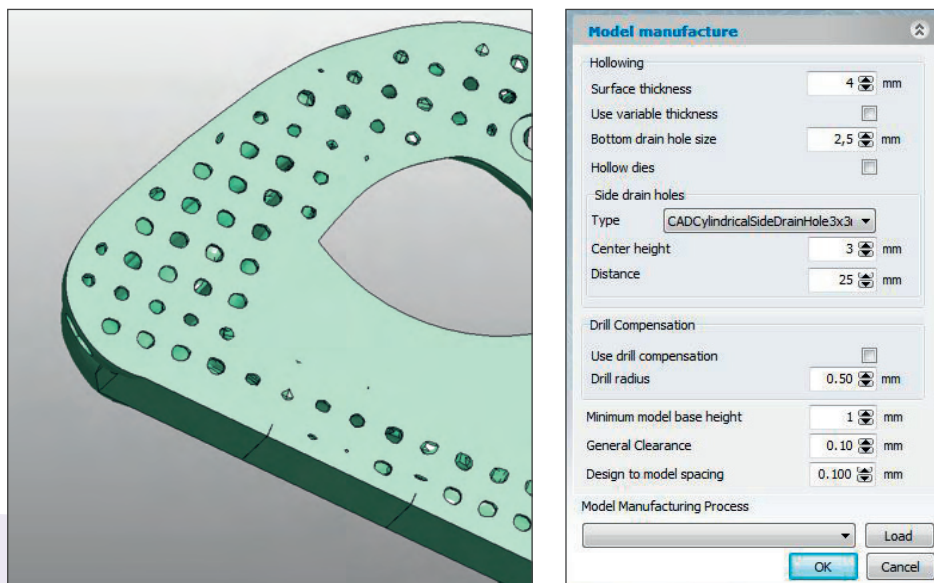 Model manufacture
Hollowing
Surface thickness 4 mm
Use variable thickness
Bottom drain hole size 2,5 mm
Hollow dies
Side drain holes
Type CADCylindricalSideDrainHole3x3
Center height 3 mm
Distance 25 mm
Drill Compensation
Use drill compensation
Drill radius 0.50 mm
Minimum model base height 1 mm
General Clearance 0.10 mm
Design to model spacing 0.100 mm
Model Manufacturing Process
Load
OK Cancel